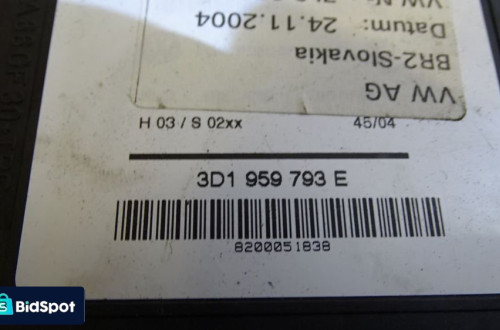 VW AG
BR2-Slovakia
Datum: 24.11.2004
H 03 / S 02xx 45/04
3D1 959 793 E
8200051838
BidSpot